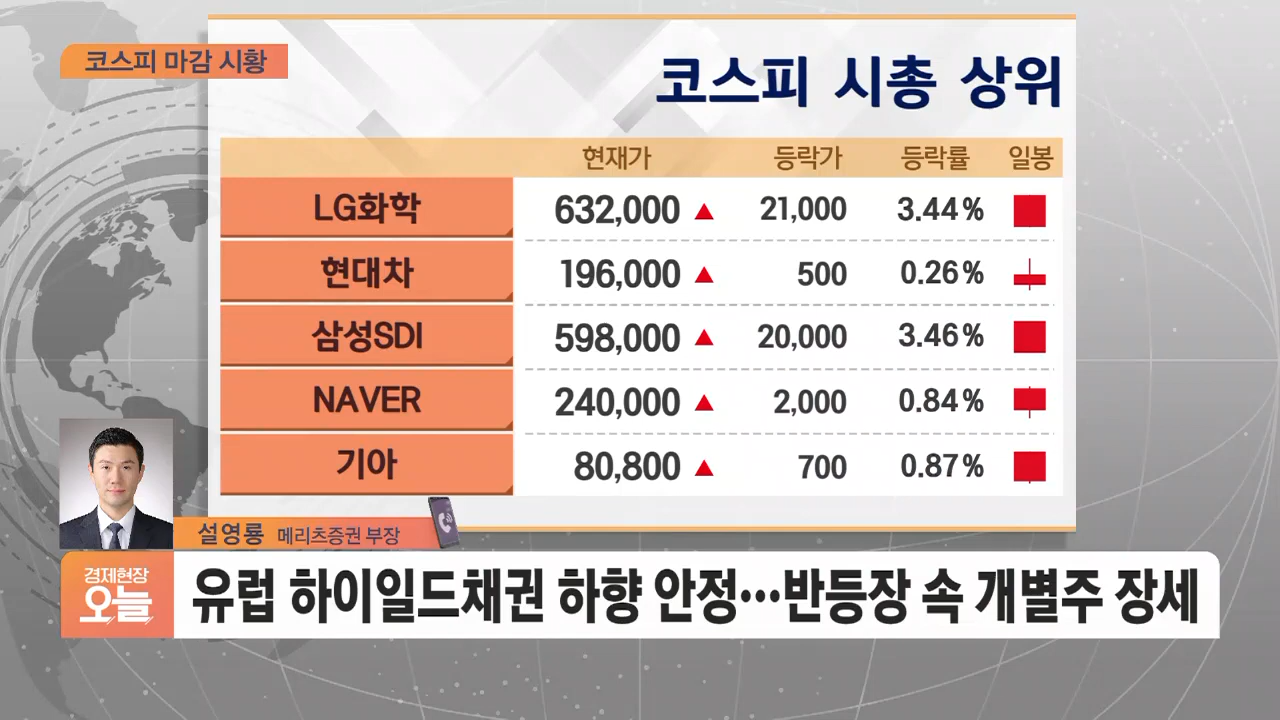 코스피 마감 시황
코스피 시총 상위
현재가 등락가 등락률 일봉
LG화학 632,000 ▲ 21,000 3.44%
현대차 196,000 ▲ 500 0.26%
삼성SDI 598,000 ▲ 20,000 3.46%
NAVER 240,000 ▲ 2,000 0.84%
기아 80,800 ▲ 700 0.87%
설영룡 메리츠증권 부장
경제현장
오늘
유럽 하이일드채권 하향 안정…반등장 속 개별주 장세